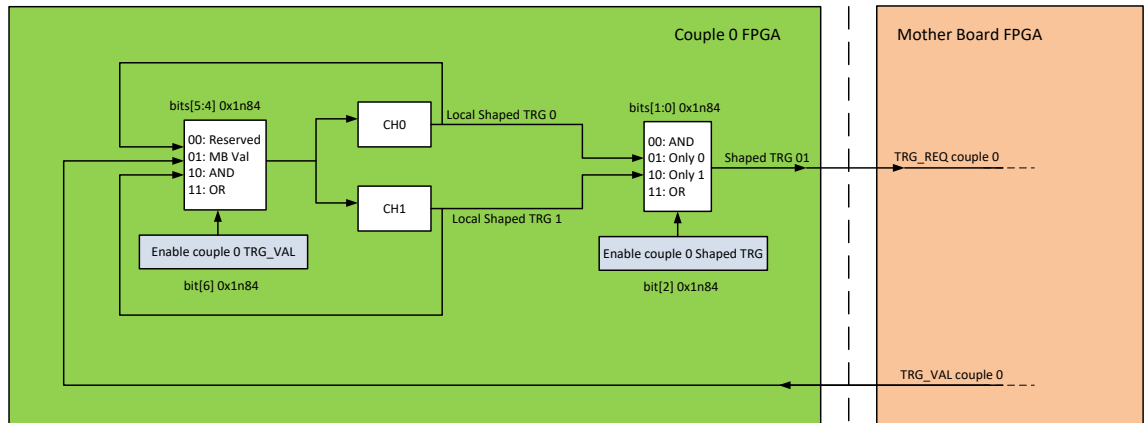 Couple 0 FPGA
Mother Board FPGA
bits[5:4] 0x1n84
00: Reserved
01: MB Val
10: AND
11: OR
Enable couple 0 TRG_VAL
bit[6] 0x1n84
CH0
CH1
Local Shaped TRG 0
Local Shaped TRG 1
bits[1:0] 0x1n84
00: AND
01: Only 0
10: Only 1
11: OR
Enable couple 0 Shaped TRG
bit[2] 0x1n84
Shaped TRG 01
TRG_REQ couple 0
TRG_VAL couple 0